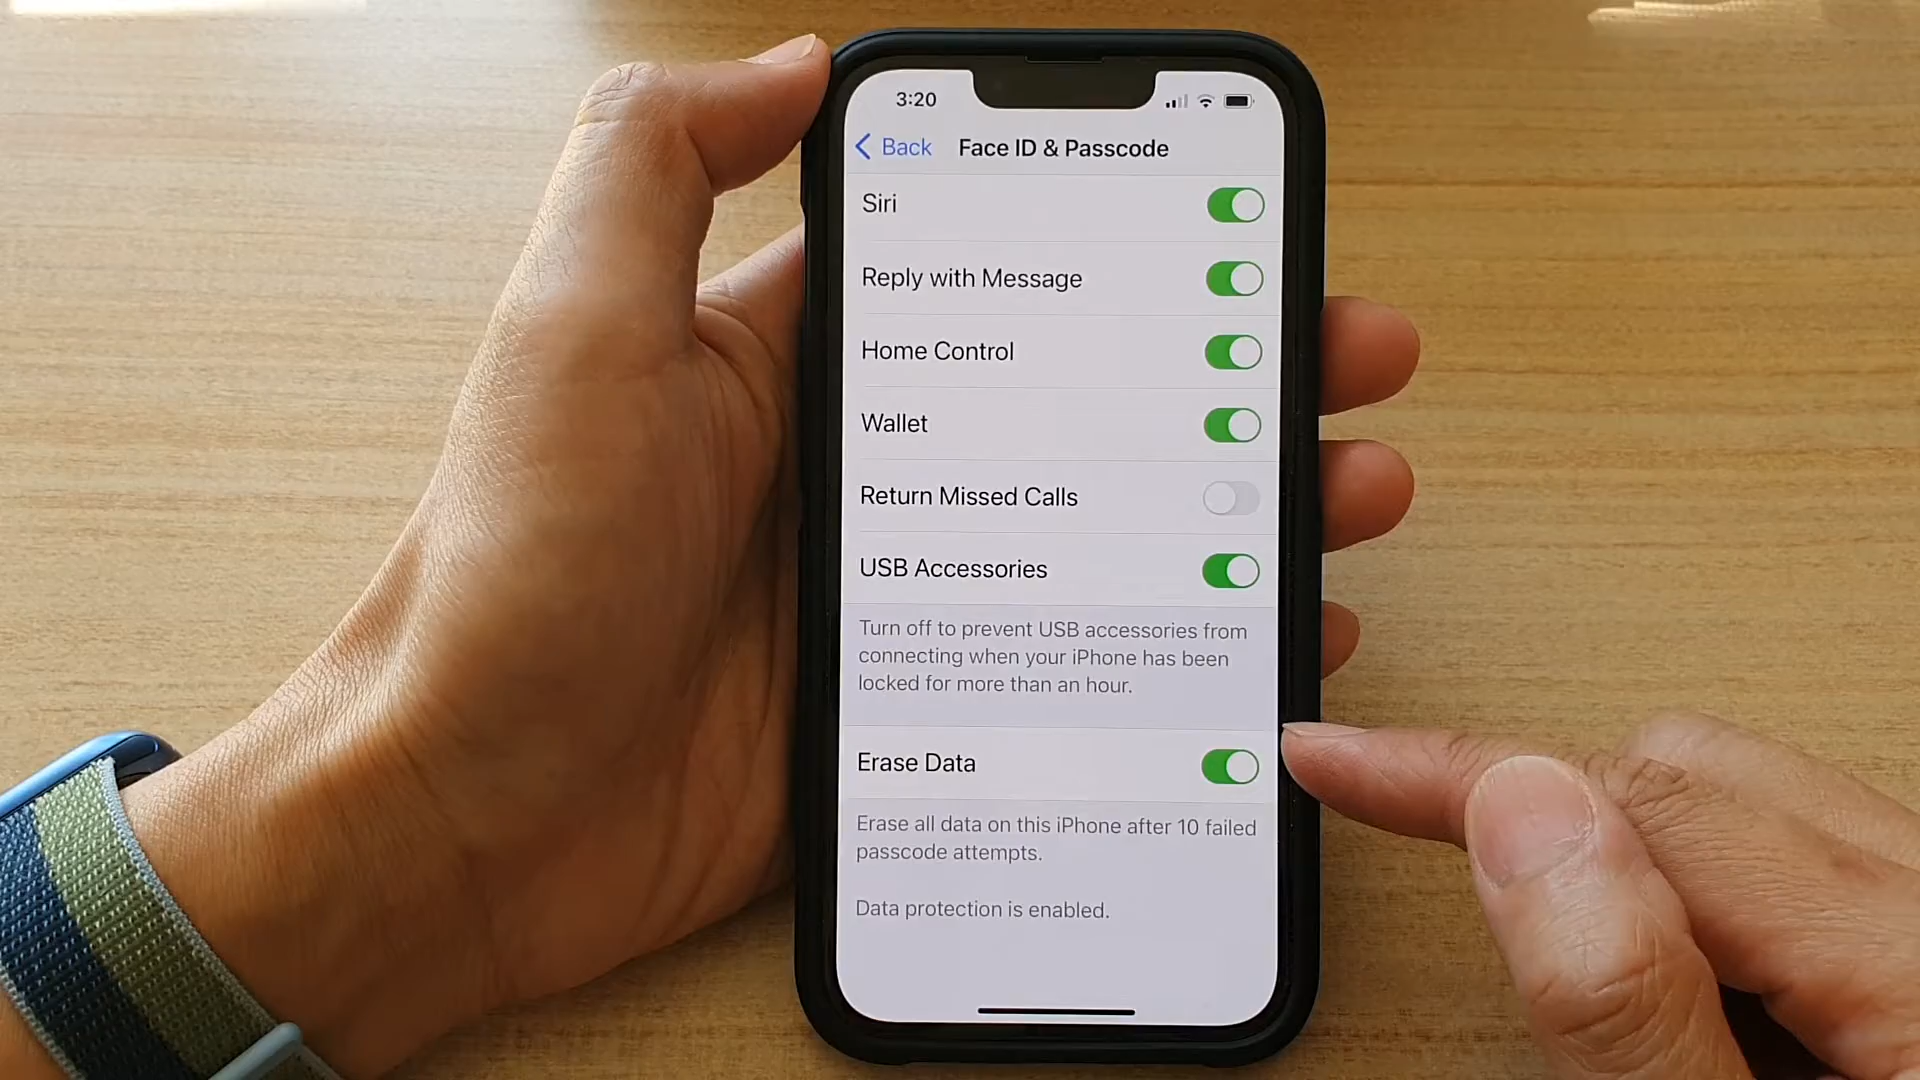 3:20
Back Face ID & Passcode
Siri
Reply with Message
Home Control
Wallet
Return Missed Calls
USB Accessories
Turn off to prevent USB accessories from
connecting when your iPhone has been
locked for more than an hour.
Erase Data
Erase all data on this iPhone after 10 failed
passcode attempts.
Data protection is enabled.